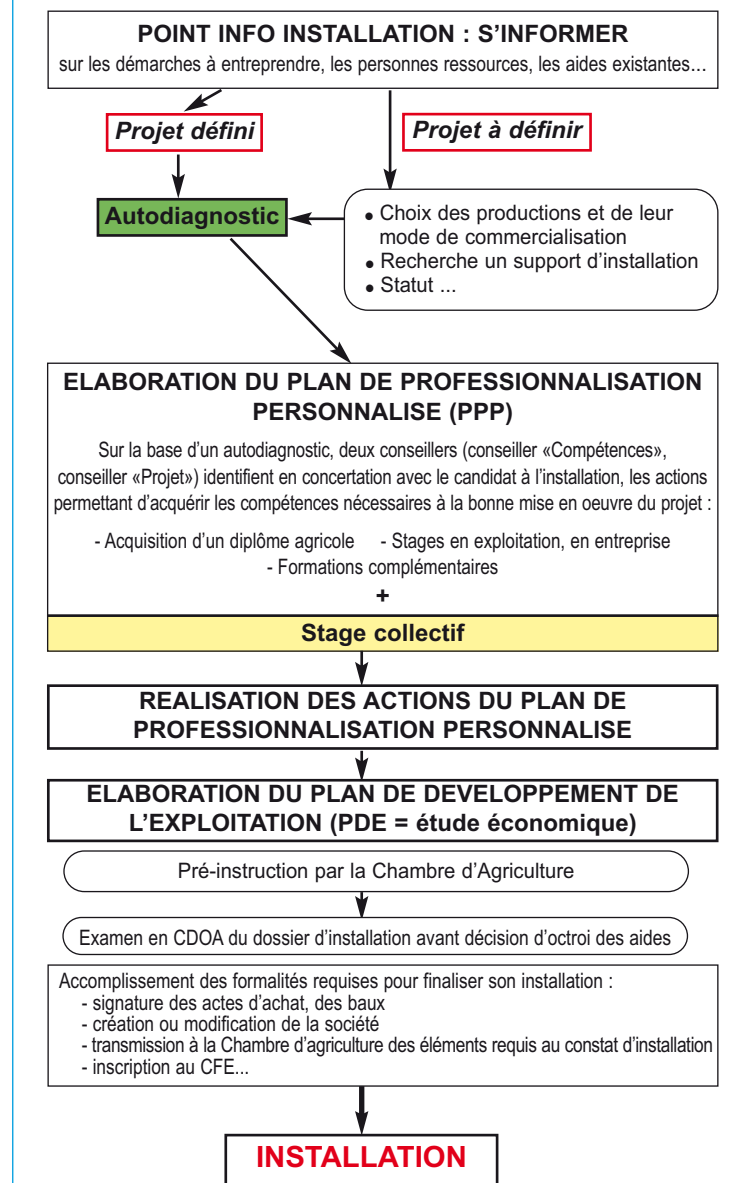 POINT INFO INSTALLATION : S'INFORMER
sur les démarches à entreprendre, les personnes ressources, les aides existantes...
Projet défini
Projet à définir
Autodiagnostic
• Choix des productions et de leur
mode de commercialisation
• Recherche un support d'installation
• Statut ...
ELABORATION DU PLAN DE PROFESSIONNALISATION
PERSONNALISE (PPP)
Sur la base d'un autodiagnostic, deux conseillers (conseiller «Compétences»,
conseiller «Projet») identifient en concertation avec le candidat à l'installation, les actions
permettant d'acquérir les compétences nécessaires à la bonne mise en oeuvre du projet :
- Acquisition d'un diplôme agricole - Stages en exploitation, en entreprise
- Formations complémentaires
+
Stage collectif
REALISATION DES ACTIONS DU PLAN DE
PROFESSIONNALISATION PERSONNALISE
ELABORATION DU PLAN DE DEVELOPPEMENT DE
L'EXPLOITATION (PDE = étude économique)
Pré-instruction par la Chambre d'Agriculture
Examen en CDOA du dossier d'installation avant décision d'octroi des aides
Accomplissement des formalités requises pour finaliser son installation :
- signature des actes d'achat, des baux
- création ou modification de la société
- transmission à la Chambre d'agriculture des éléments requis au constat d'installation
- inscription au CFE...
INSTALLATION